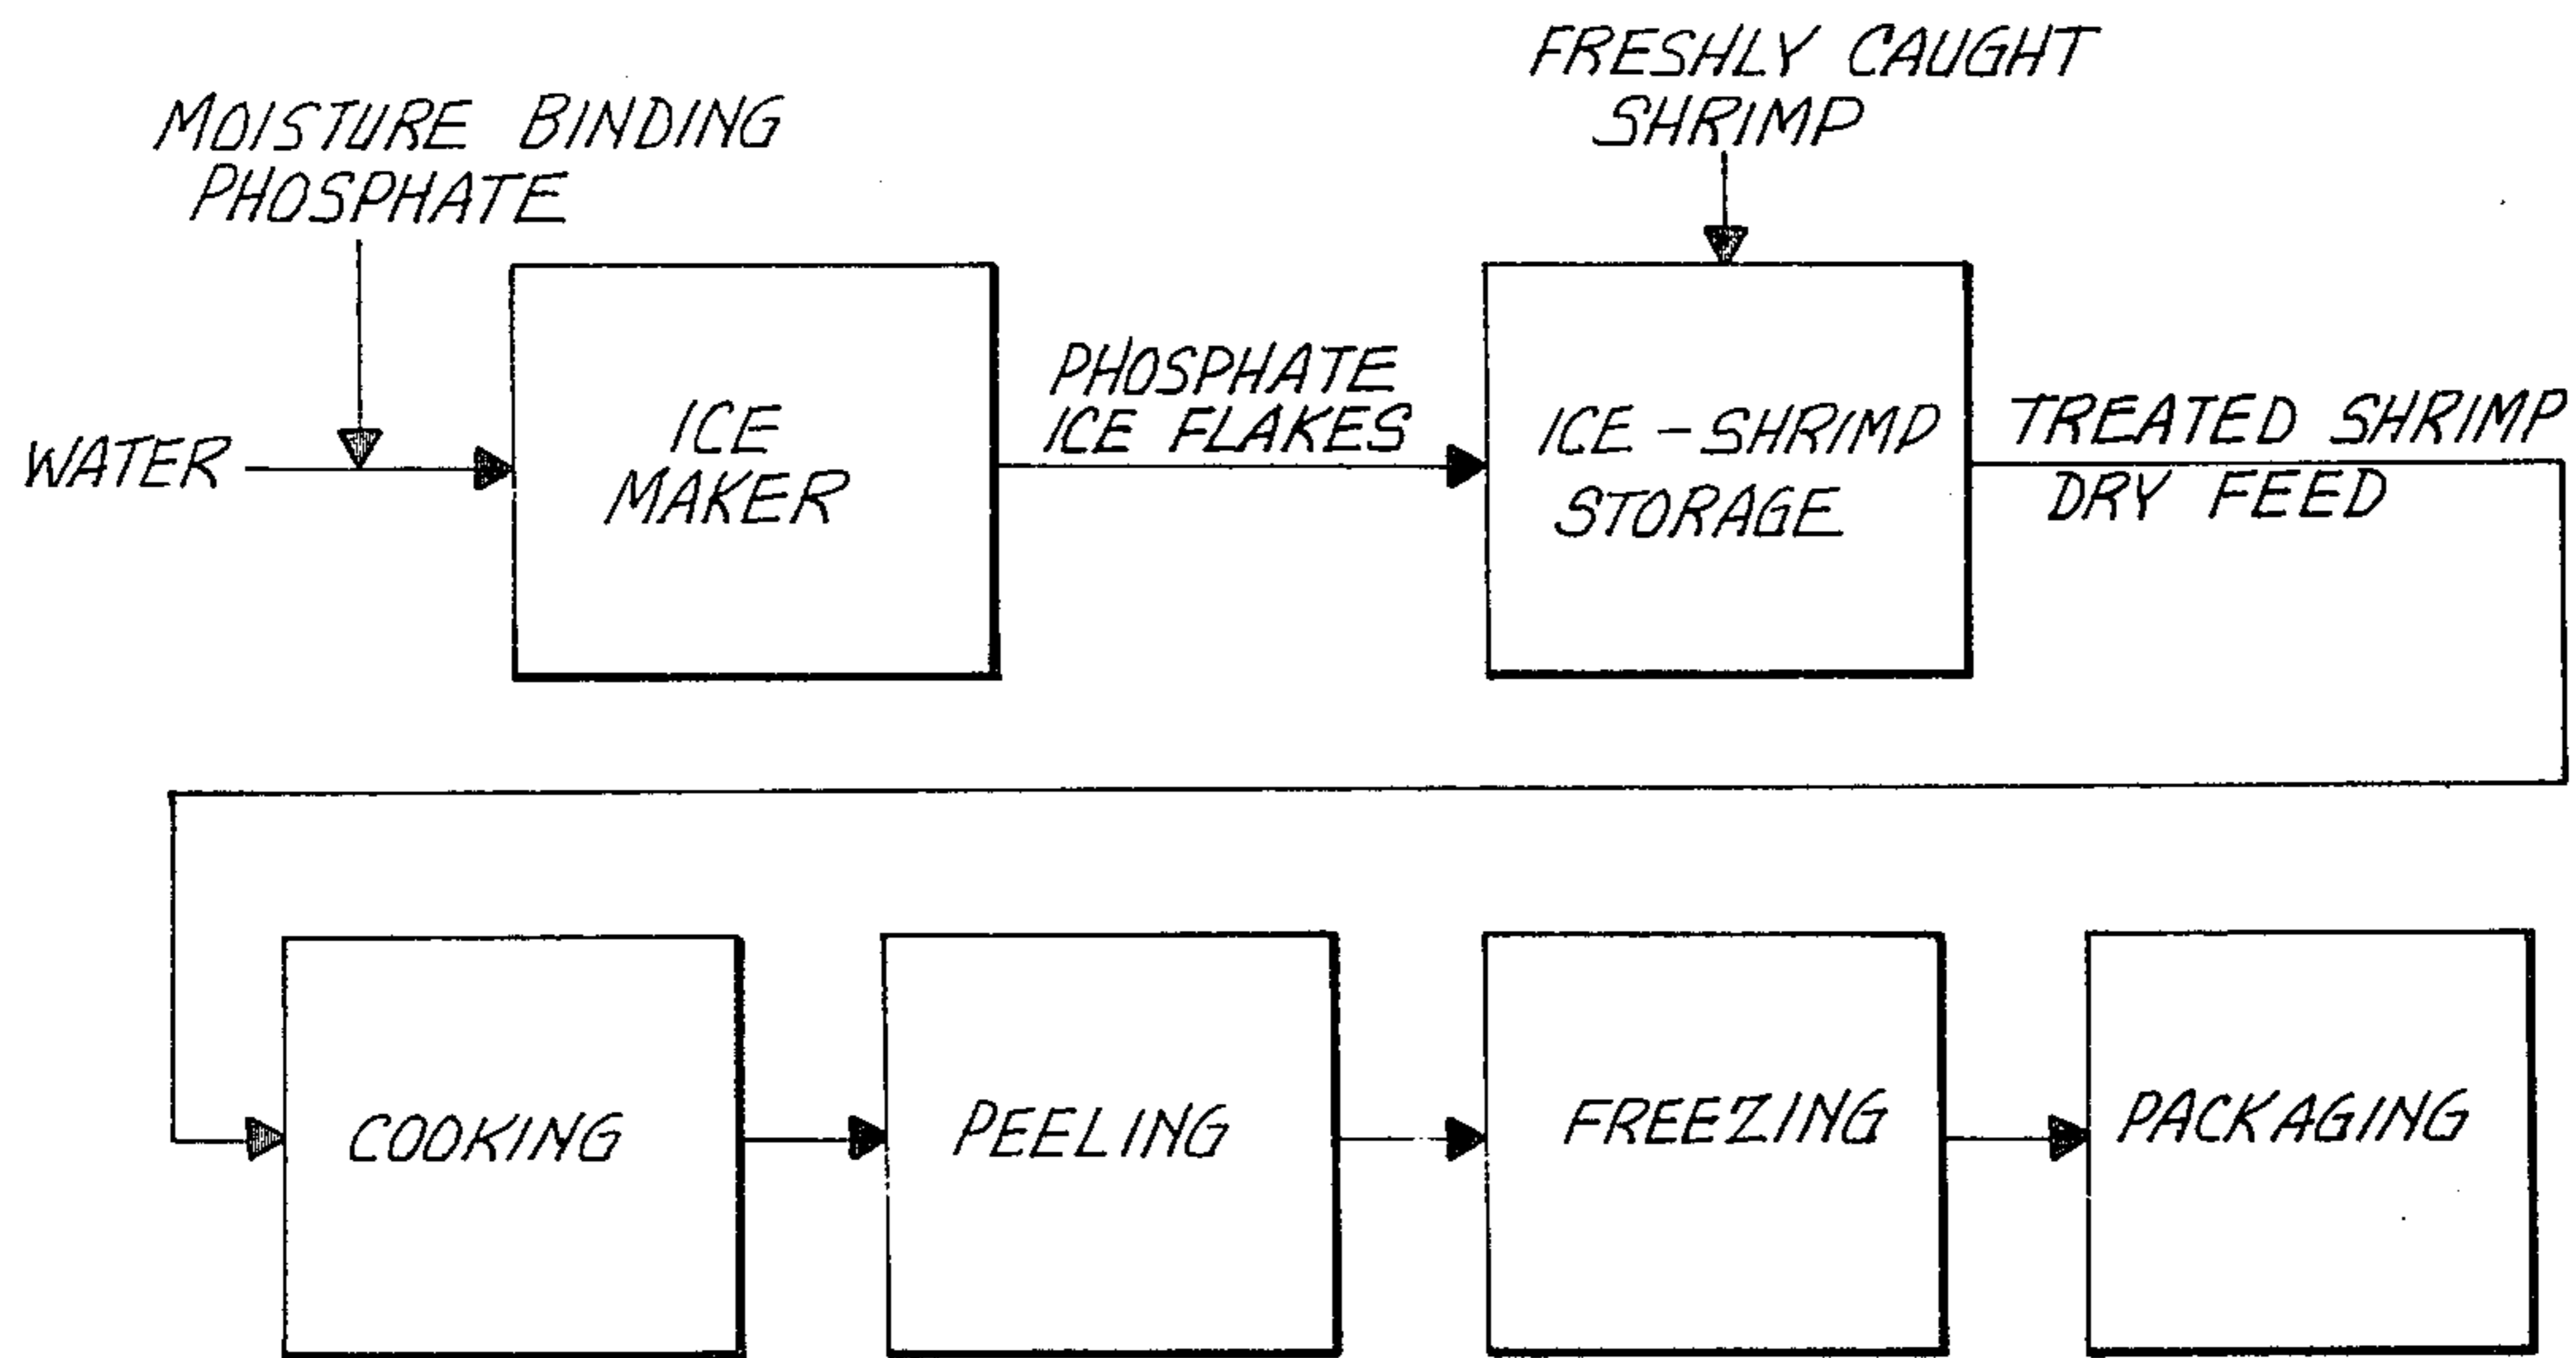 FRESHLY CAUGHT
SHRIMP
MOISTURE BINDING
PHOSPHATE
WATER
ICE
MAKER
PHOSPHATE
ICE FLAKES
ICE - SHRIMP
STORAGE
TREATED SHRIMP
DRY FEED
COOKING
PEELING
FREEZING
PACKAGING